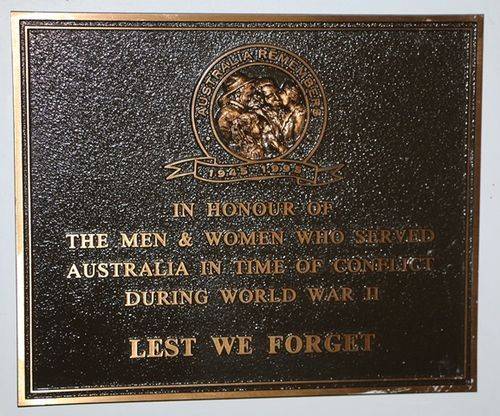 AUSTRALIA REMEMBERS
1945 1995
IN HONOUR OF
THE MEN & WOMEN WHO SERVED
AUSTRALIA IN TIME OF CONFLICT
DURING WORLD WAR II
LEST WE FORGET